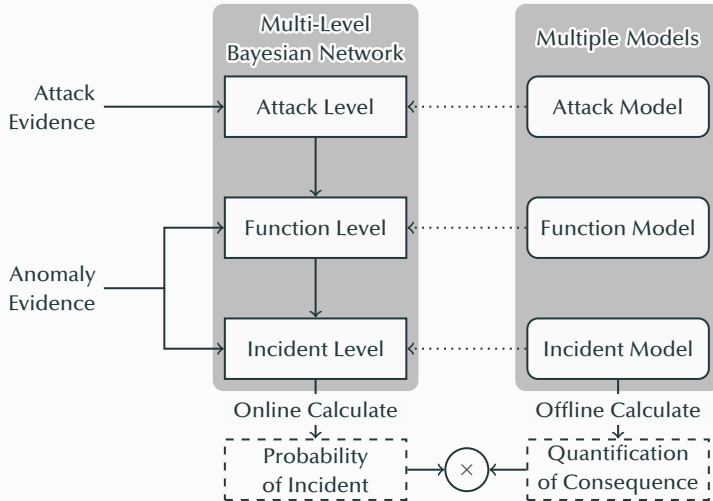 Multi-Level
Bayesian Network
Multiple Models
Attack
Evidence
Attack Level
Attack Model
Function Level
Function Model
Anomaly
Evidence
Incident Level
Incident Model
Online Calculate
Offline Calculate
Probability
of Incident
×
Quantification
of Consequence